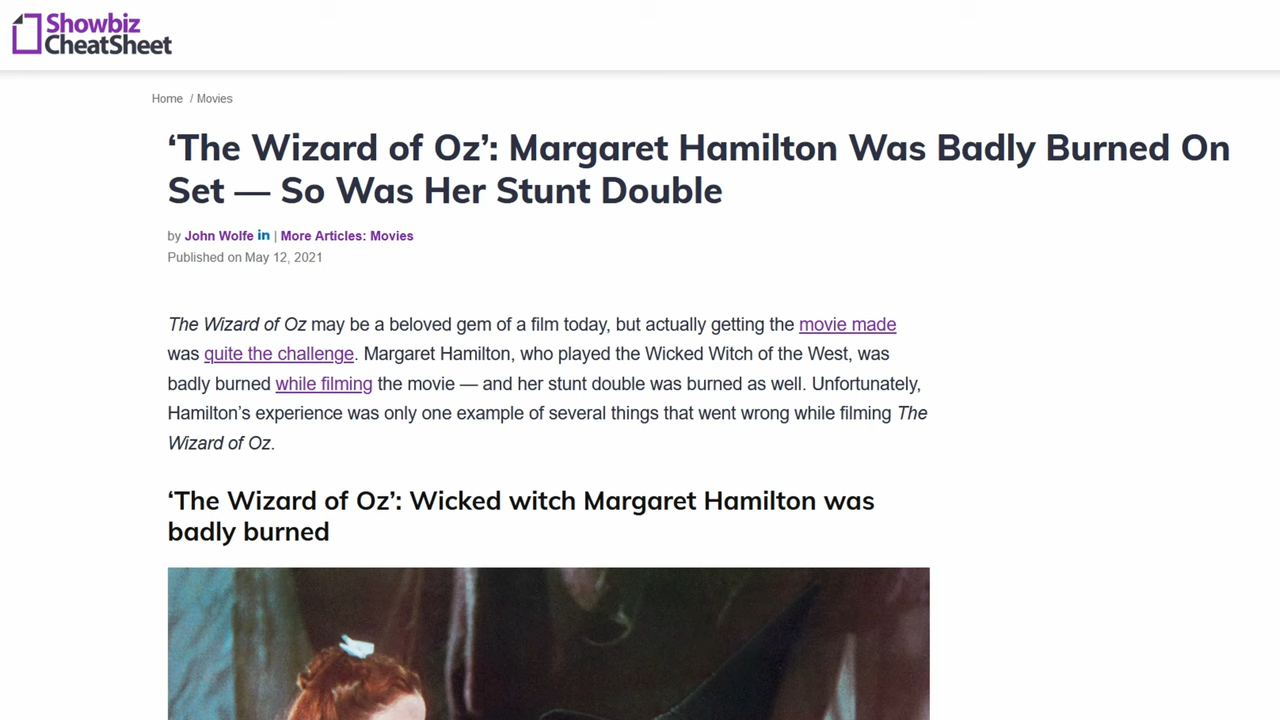 Showbiz
CheatSheet
Home / Movies
‘The Wizard of Oz’: Margaret Hamilton Was Badly Burned On
Set — So Was Her Stunt Double
by John Wolfe in | More Articles: Movies
Published on May 12, 2021
The Wizard of Oz may be a beloved gem of a film today, but actually getting the movie made
was quite the challenge. Margaret Hamilton, who played the Wicked Witch of the West, was
badly burned while filming the movie — and her stunt double was burned as well. Unfortunately,
Hamilton’s experience was only one example of several things that went wrong while filming The
Wizard of Oz.
‘The Wizard of Oz’: Wicked witch Margaret Hamilton was
badly burned